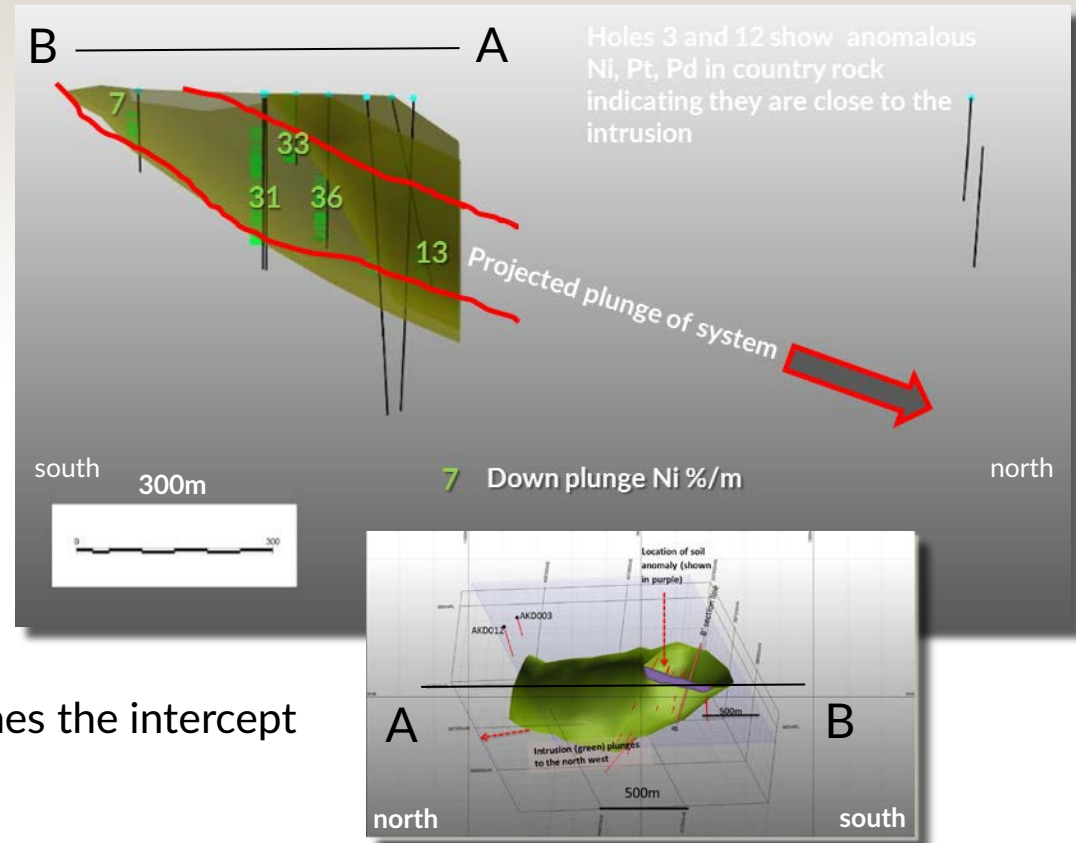 B
A
Holes 3 and 12 show anomalous
Ni, Pt, Pd in country rock
indicating they are close to the
intrusion
7
33
31
36
13
Projected plunge of system
south
north
300m
7 Down plunge Ni %/m
0
300
Location of soil
anomaly (shown
in purple)
B' section line
AKD003
AKD012
500m
A
B
Intrusion (green) plunges
to the north west
500m
north
south
the intercept